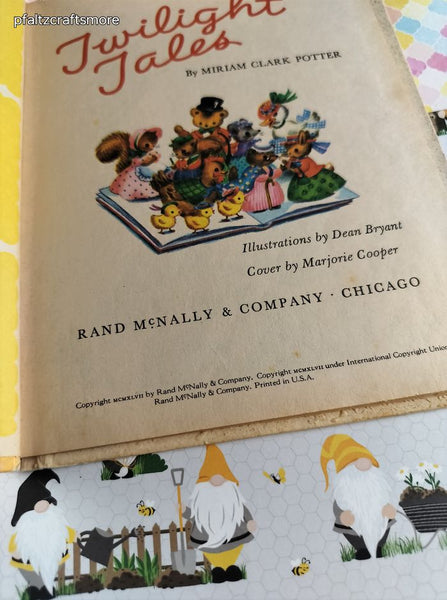 pfaltzcraftsmore
Twilight
Tales
By MIRIAM CLARK POTTER
Illustrations by Dean Bryant
Cover by Marjorie Cooper
RAND McNALLY & COMPANY · CHICAGO
Copyright MCMXLVII by Rand McNally & Company, Copyright MCMXLVII under International Copyright Union
Rand McNally & Company, Printed in U.S.A.